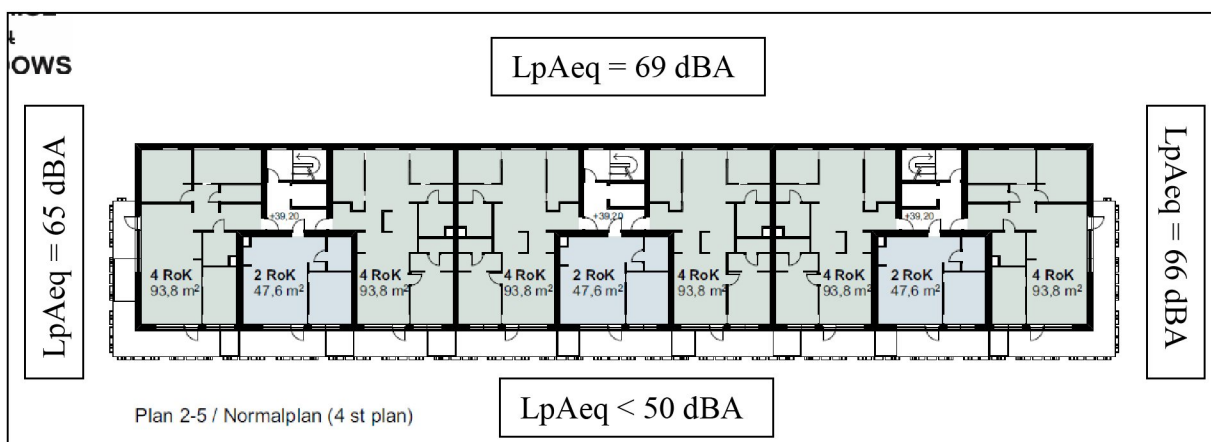 OWS
LpAeq = 69 dBA
LpAeq = 65 dBA
LpAeq = 66 dBA
+39,20
+39,20
+39,20
4 RoK
93,8 m²
2 RoK
47,6 m²
4 RoK
93,8 m²
4 RoK
93,8 m²
2 RoK
47,6 m²
4 RoK
93,8 m²
4 RoK
93,8 m²
2 RoK
47,6 m²
4 RoK
93,8 m²
Plan 2-5 / Normalplan (4 st plan)
LpAeq < 50 dBA